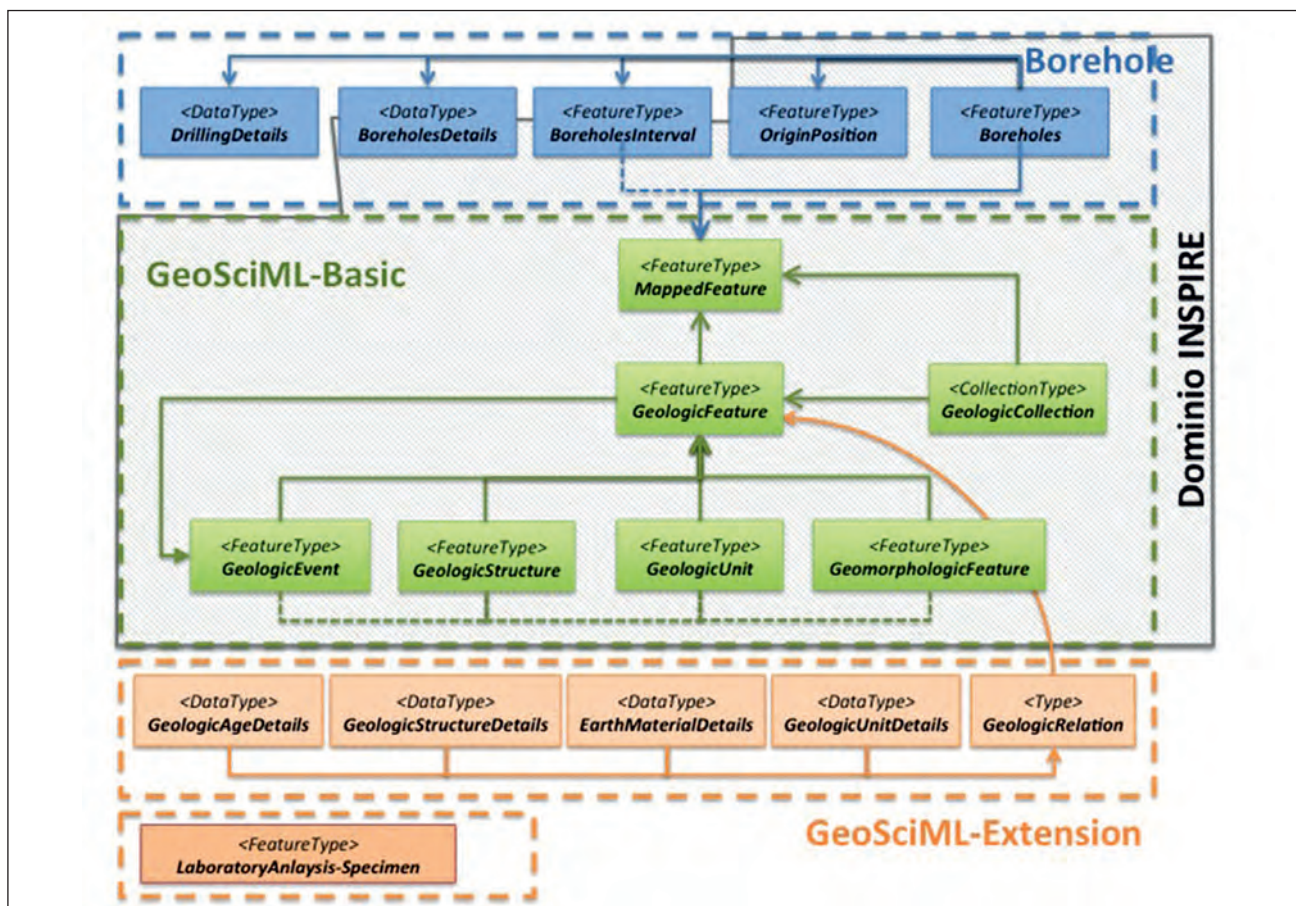 Borehole
<DataType>
DrillingDetails
<DataType>
BoreholesDetails
<FeatureType>
BoreholesInterval
<FeatureType>
OriginPosition
<FeatureType>
Boreholes
GeoSciML-Basic
Dominio INSPIRE
<FeatureType>
MappedFeature
<FeatureType>
GeologicFeature
<CollectionType>
GeologicCollection
<FeatureType>
GeologicEvent
<FeatureType>
GeologicStructure
<FeatureType>
GeologicUnit
<FeatureType>
GeomorphologicFeature
<DataType>
GeologicAgeDetails
<DataType>
GeologicStructureDetails
<DataType>
EarthMaterialDetails
<DataType>
GeologicUnitDetails
<Type>
GeologicRelation
GeoSciML-Extension
<FeatureType>
LaboratoryAnlaysis-Specimen